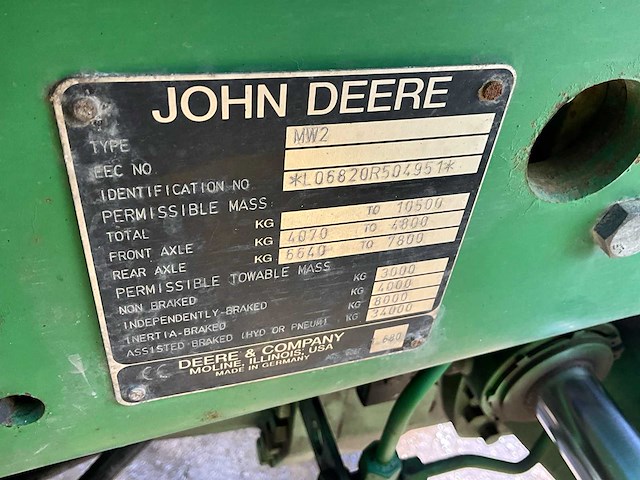 JOHN DEERE
TYPE MW2
EEC NO
IDENTIFICATION NO *L06820R504951*
PERMISSIBLE MASS
TOTAL KG TO 10500
FRONT AXLE KG 4070 TO 4800
REAR AXLE KG 6640 TO 7800
PERMISSIBLE TOWABLE MASS
NON BRAKED KG 3000
INDEPENDENTLY-BRAKED KG 4000
INERTIA-BRAKED KG 8000
ASSISTED BRAKED (HYD OR PNEUM) KG 34000
DEERE & COMPANY
MOLINE, ILLINOIS, USA
MADE IN GERMANY
CE